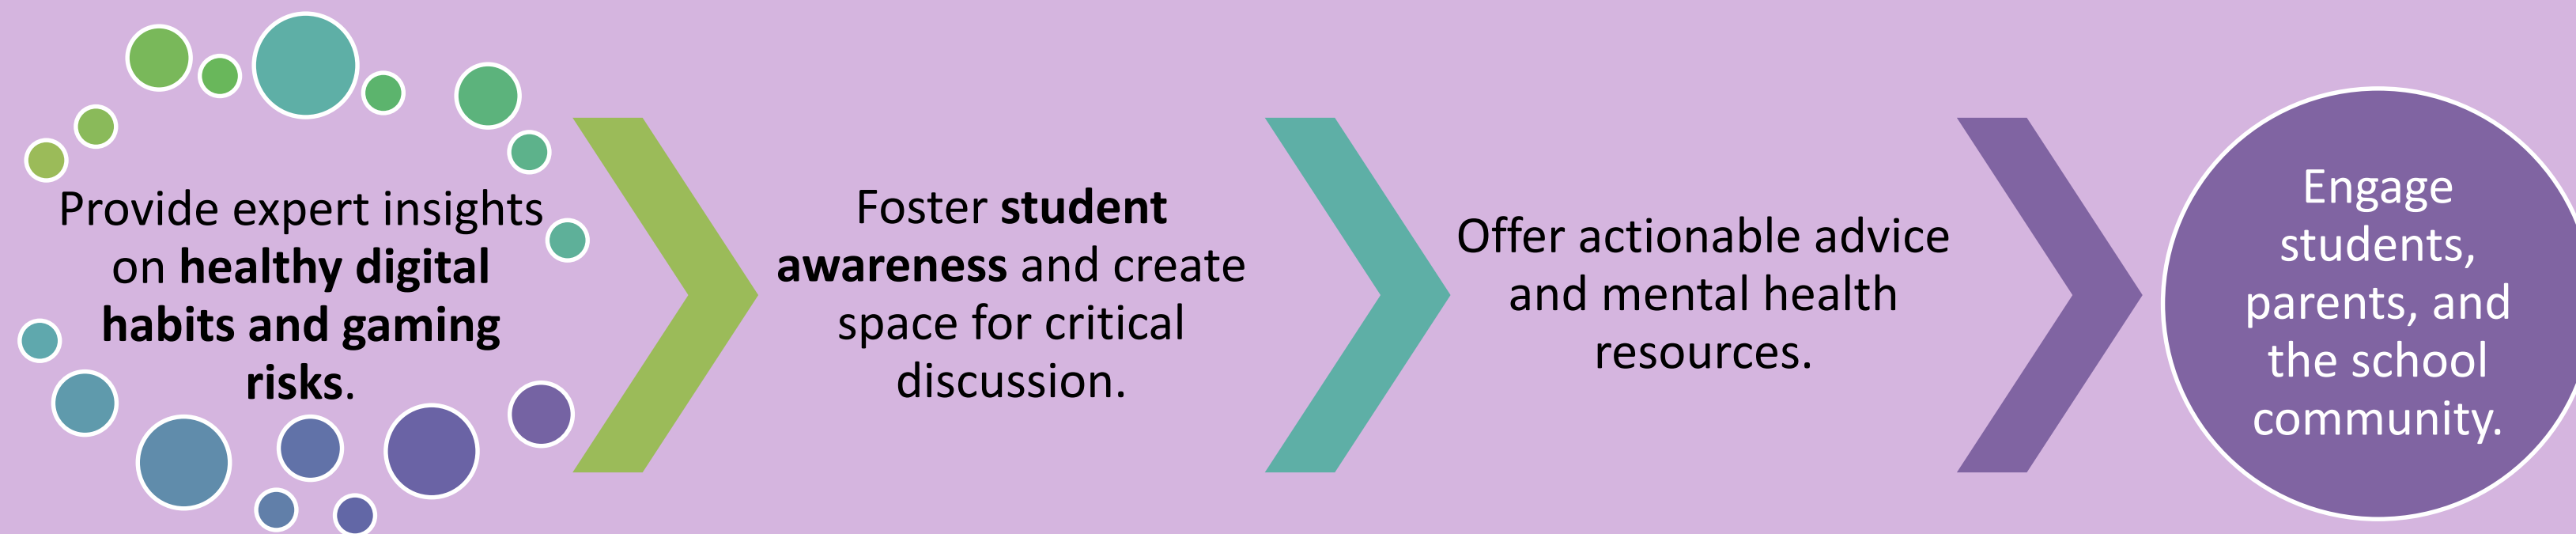 Provide expert insights
on healthy digital
habits and gaming
risks.
Foster student
awareness and create
space for critical
discussion.
Offer actionable advice
and mental health
resources.
Engage
students,
parents, and
the school
community.